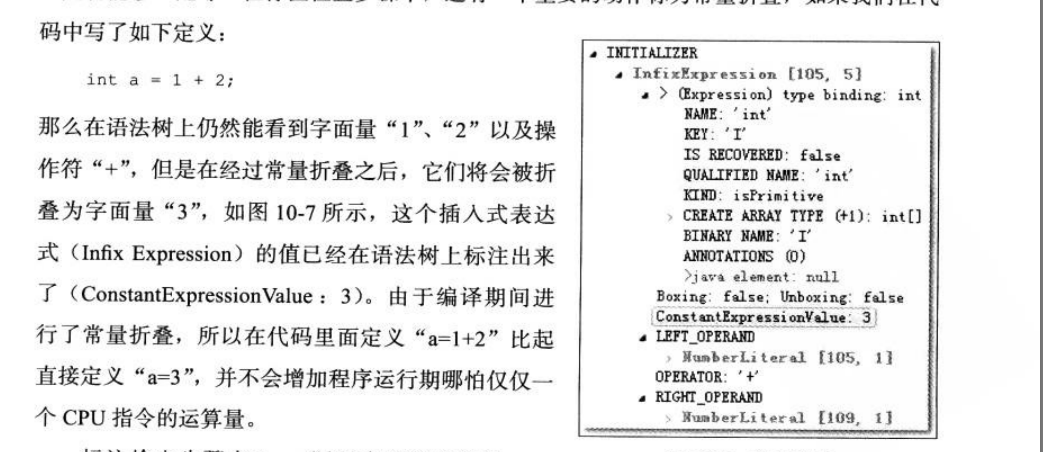 码中写了如下定义：
int a = 1 + 2;
那么在语法树上仍然能看到字面量“1”、“2”以及操
作符“+”，但是在经过常量折叠之后，它们将会被折
叠为字面量“3”，如图 10-7 所示，这个插入式表达
式（Infix Expression）的值已经在语法树上标注出来
了（ConstantExpressionValue：3）。由于编译期间进
行了常量折叠，所以在代码里面定义“a=1+2”比起
直接定义“a=3”，并不会增加程序运行期哪怕仅仅一
个 CPU 指令的运算量。
INITIALIZER
InfixExpression [105, 5]
> (Expression) type binding: int
NAME: 'int'
KEY: 'I'
IS RECOVERED: false
QUALIFIED NAME: 'int'
KIND: isPrimitive
> CREATE ARRAY TYPE (+1): int[]
BINARY NAME: 'I'
ANNOTATIONS (0)
>java element: null
Boxing: false; Unboxing: false
ConstantExpressionValue: 3
LEFT_OPERAND
> NumberLiteral [105, 1]
OPERATOR: '+'
RIGHT_OPERAND
> NumberLiteral [109, 1]